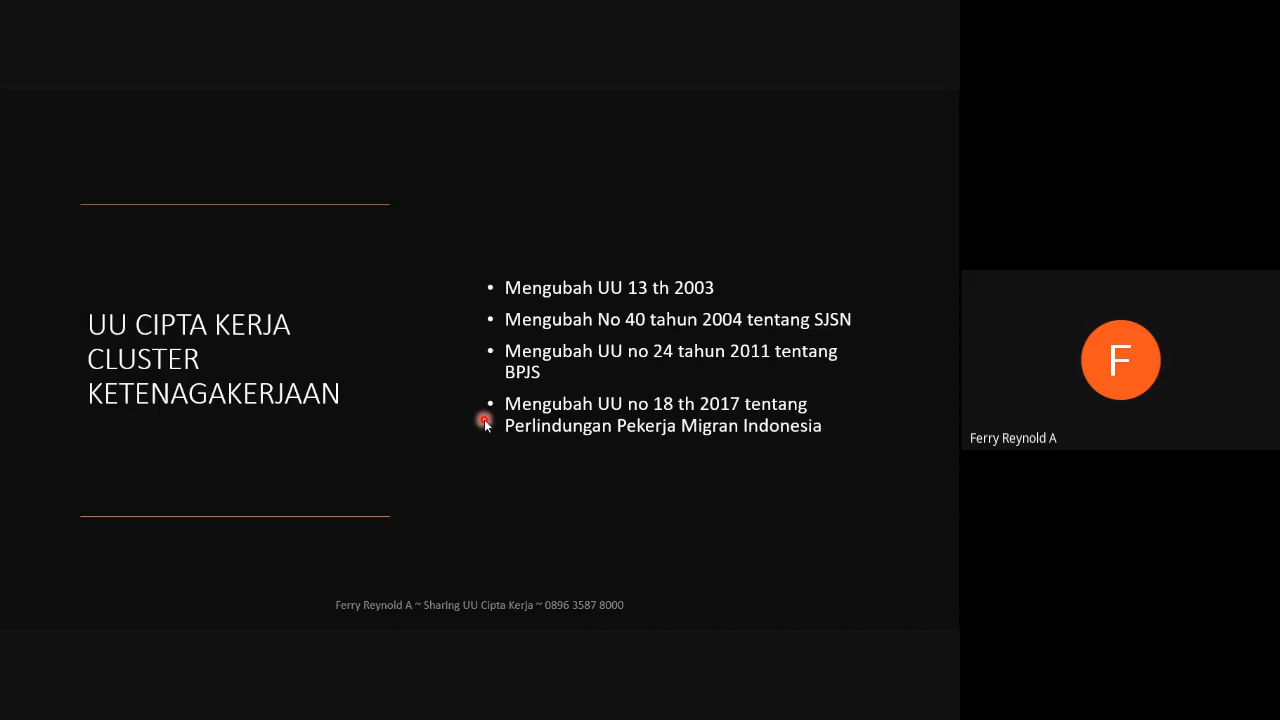 UU CIPTA KERJA
CLUSTER
KETENAGAKERJAAN
• Mengubah UU 13 th 2003
• Mengubah No 40 tahun 2004 tentang SJSN
• Mengubah UU no 24 tahun 2011 tentang
BPJS
• Mengubah UU no 18 th 2017 tentang
Perlindungan Pekerja Migran Indonesia
Ferry Reynold A ~ Sharing UU Cipta Kerja ~ 0896 3587 8000
F
Ferry Reynold A